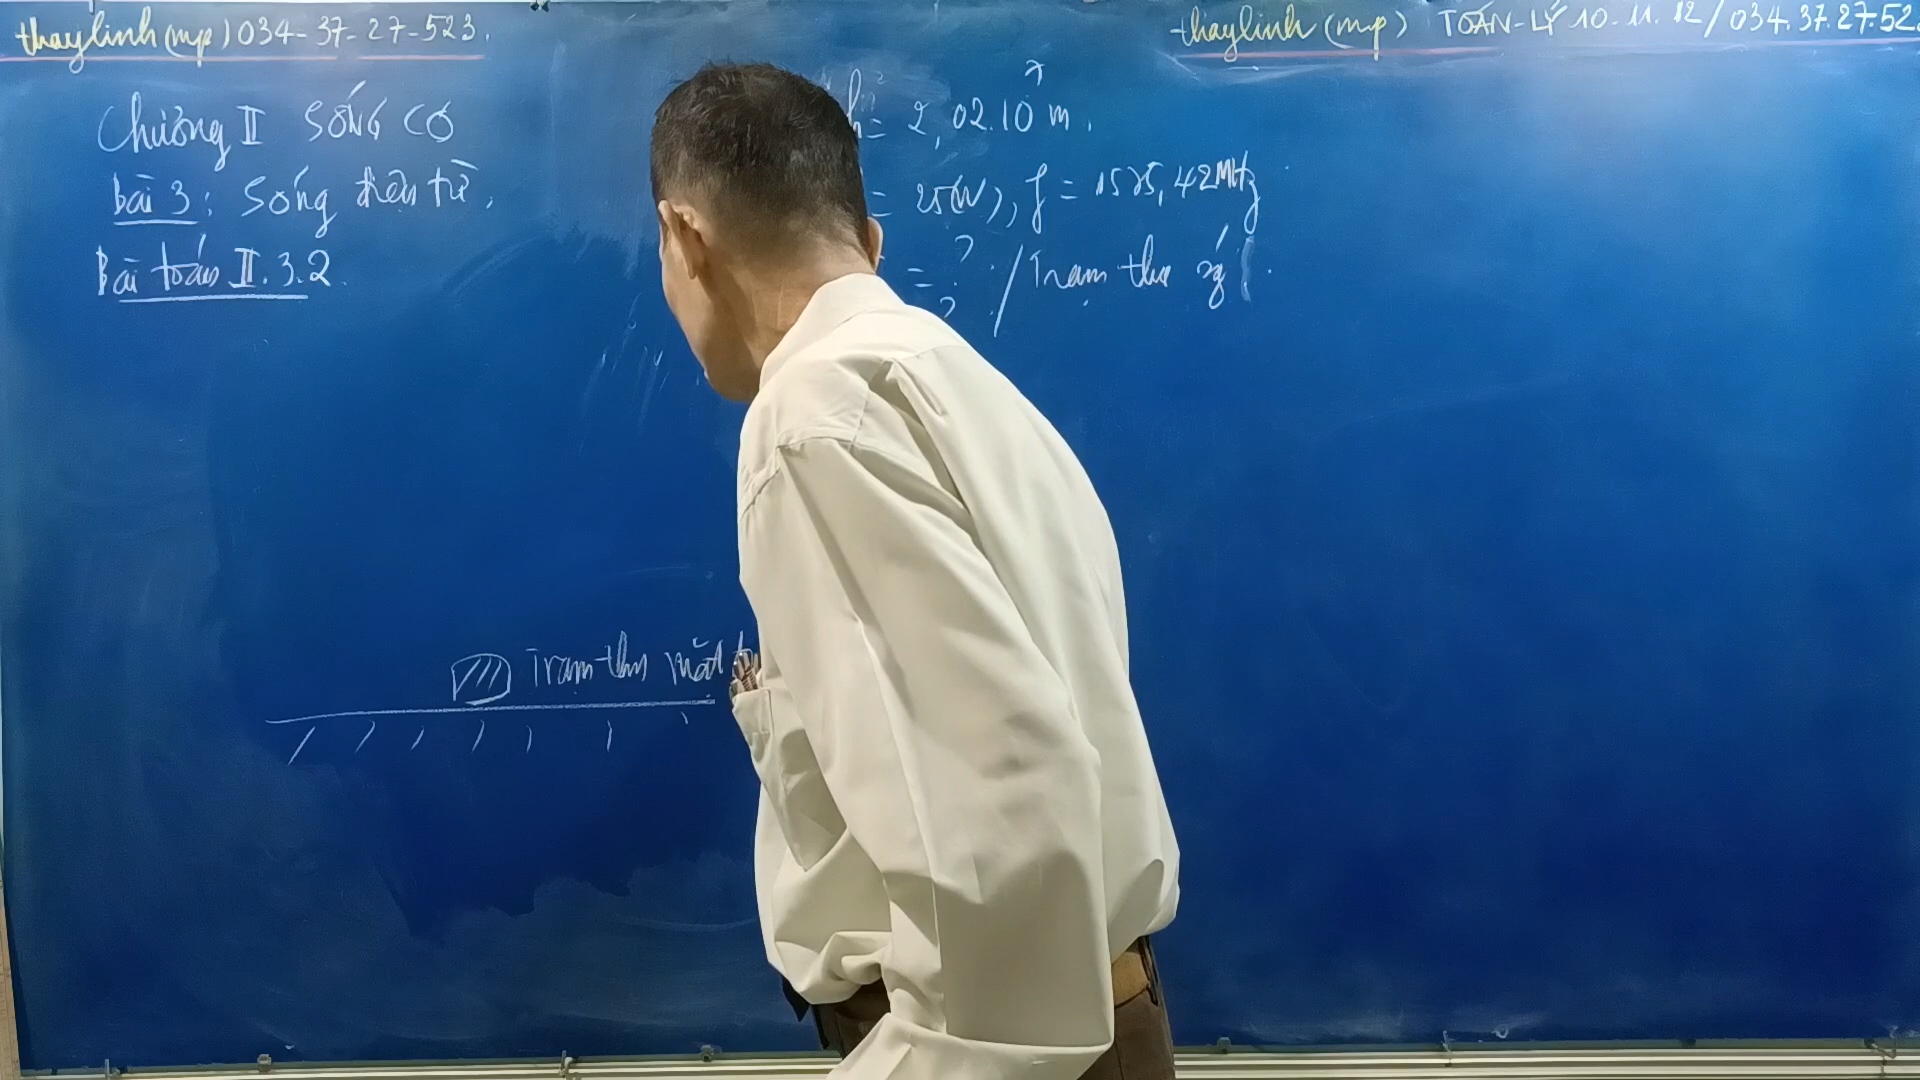 thaylinh (mp) 034-37-27-523.
thaylinh (mp) TOÁN-LÝ 10.11.12 / 034.37.27.52
Chương II SÓNG CƠ
Bài 3: Sóng điện từ.
Bài toán II.3.2
h = 2,02.10⁷ m.
= 25(W), f = 1575,42MHz
= ? / Trạm thu
?
Trạm thu mặt